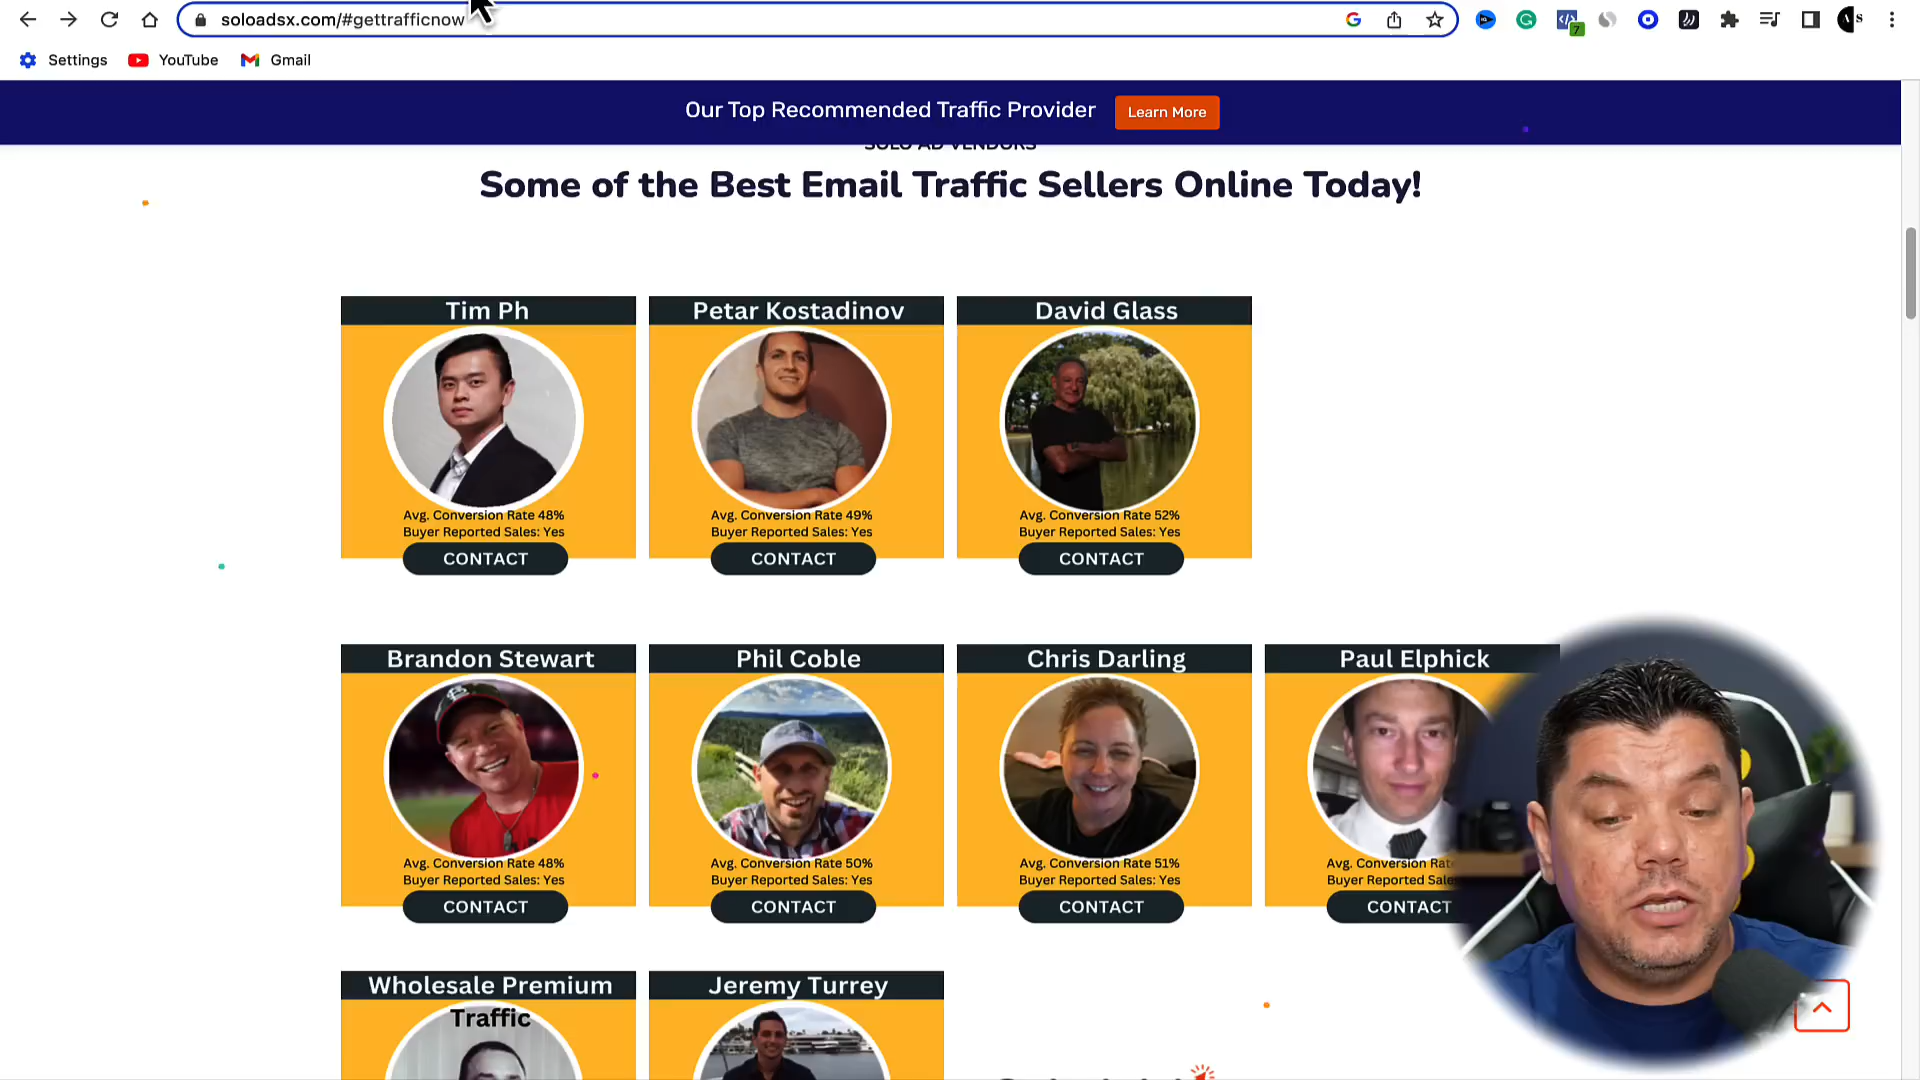 soloadsx.com/#gettrafficnow
7
Settings YouTube Gmail
Our Top Recommended Traffic Provider Learn More
SOLO AD VENDORS
Some of the Best Email Traffic Sellers Online Today!
Tim Ph
Avg. Conversion Rate 48%
Buyer Reported Sales: Yes
CONTACT
Petar Kostadinov
Avg. Conversion Rate 49%
Buyer Reported Sales: Yes
CONTACT
David Glass
Avg. Conversion Rate 52%
Buyer Reported Sales: Yes
CONTACT
Brandon Stewart
Avg. Conversion Rate 48%
Buyer Reported Sales: Yes
CONTACT
Phil Coble
Avg. Conversion Rate 50%
Buyer Reported Sales: Yes
CONTACT
Chris Darling
Avg. Conversion Rate 51%
Buyer Reported Sales: Yes
CONTACT
Paul Elphick
Avg. Conversion
Buyer Reported
CONTACT
Wholesale Premium
Traffic
Jeremy Turrey